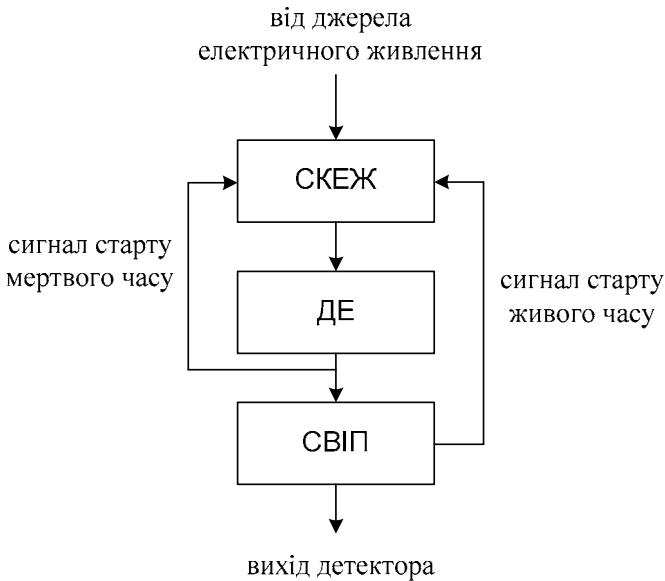 від джерела
електричного живлення
СКЕЖ
сигнал старту
мертвого часу
ДЕ
сигнал старту
живого часу
СВІП
вихід детектора